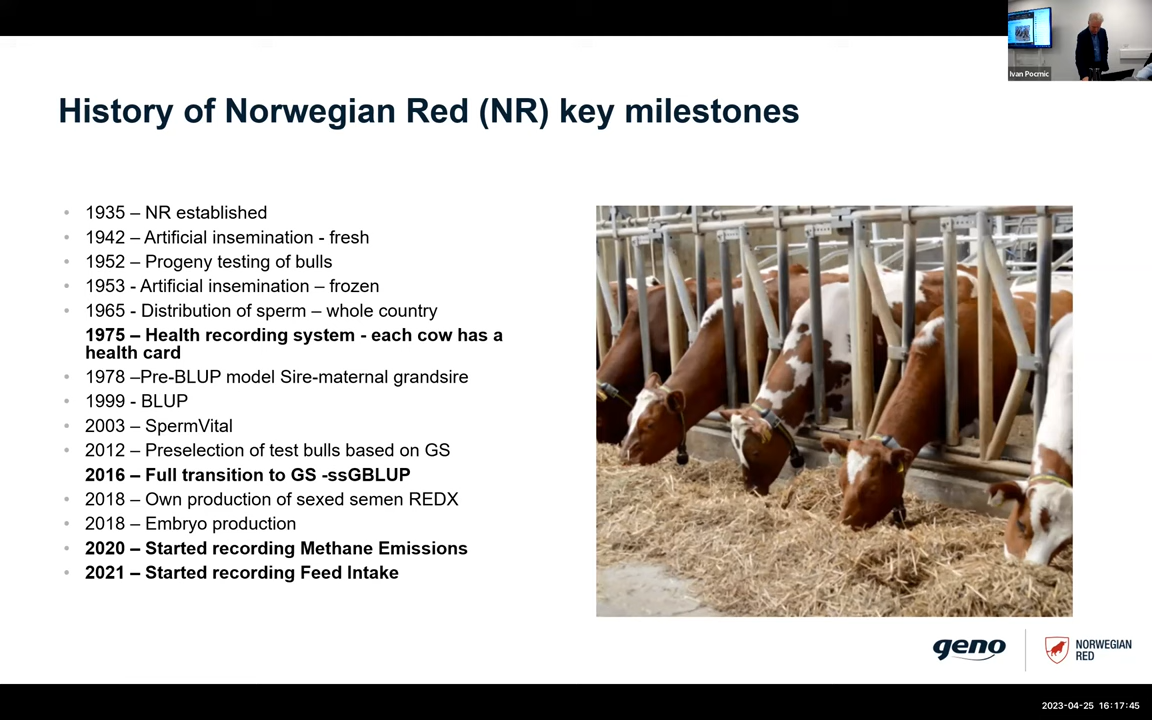 Ivan Pocrnic
History of Norwegian Red (NR) key milestones
• 1935 – NR established
• 1942 – Artificial insemination - fresh
• 1952 – Progeny testing of bulls
• 1953 - Artificial insemination – frozen
• 1965 - Distribution of sperm – whole country
1975 – Health recording system - each cow has a
health card
• 1978 –Pre-BLUP model Sire-maternal grandsire
• 1999 - BLUP
• 2003 – SpermVital
• 2012 – Preselection of test bulls based on GS
2016 – Full transition to GS -ssGBLUP
• 2018 – Own production of sexed semen REDX
• 2018 – Embryo production
• 2020 – Started recording Methane Emissions
• 2021 – Started recording Feed Intake
geno
NORWEGIAN
RED
2023-04-25 16:17:45